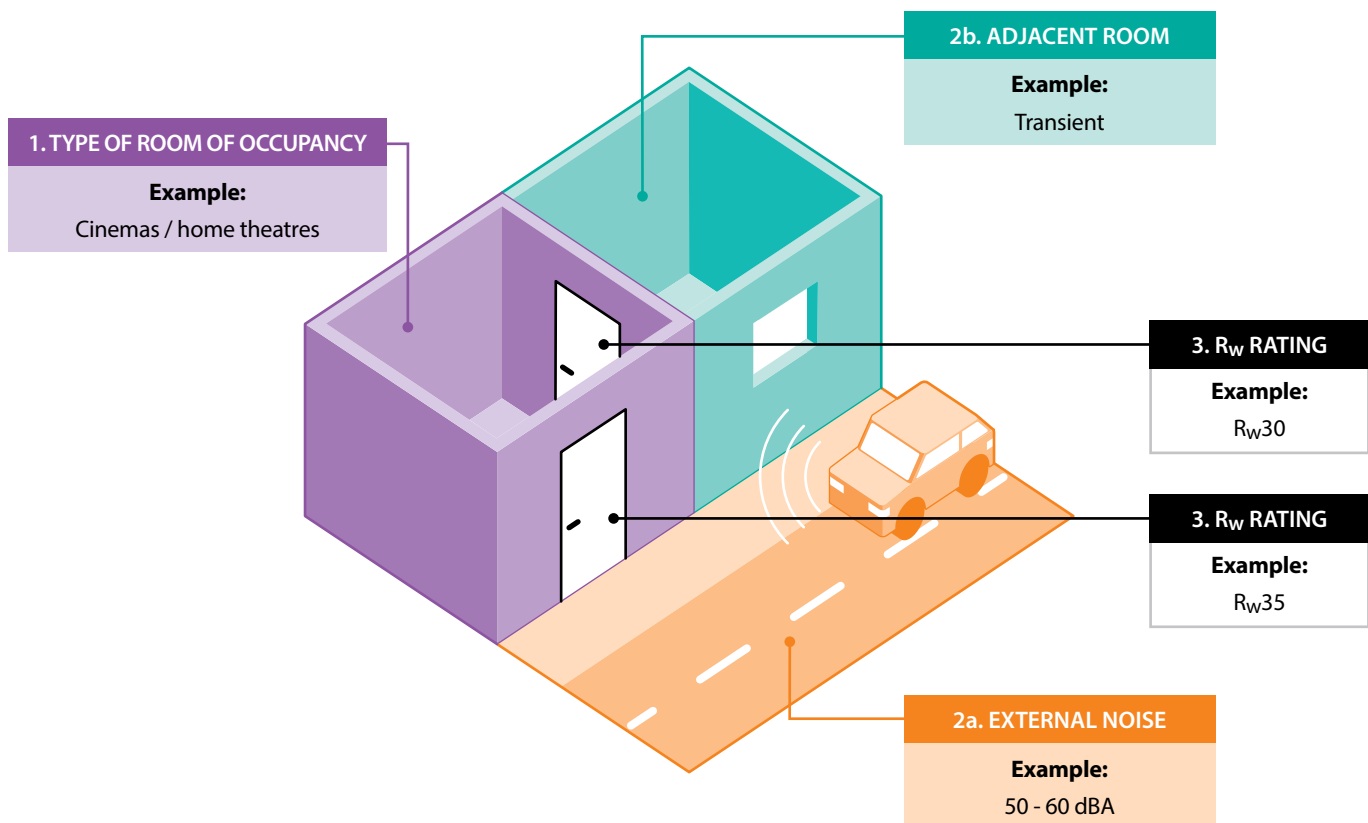 2b. ADJACENT ROOM
Example:
Transient
1. TYPE OF ROOM OF OCCUPANCY
Example:
Cinemas / home theatres
3. RW RATING
Example:
RW30
3. RW RATING
Example:
RW35
2a. EXTERNAL NOISE
Example:
50 - 60 dBA